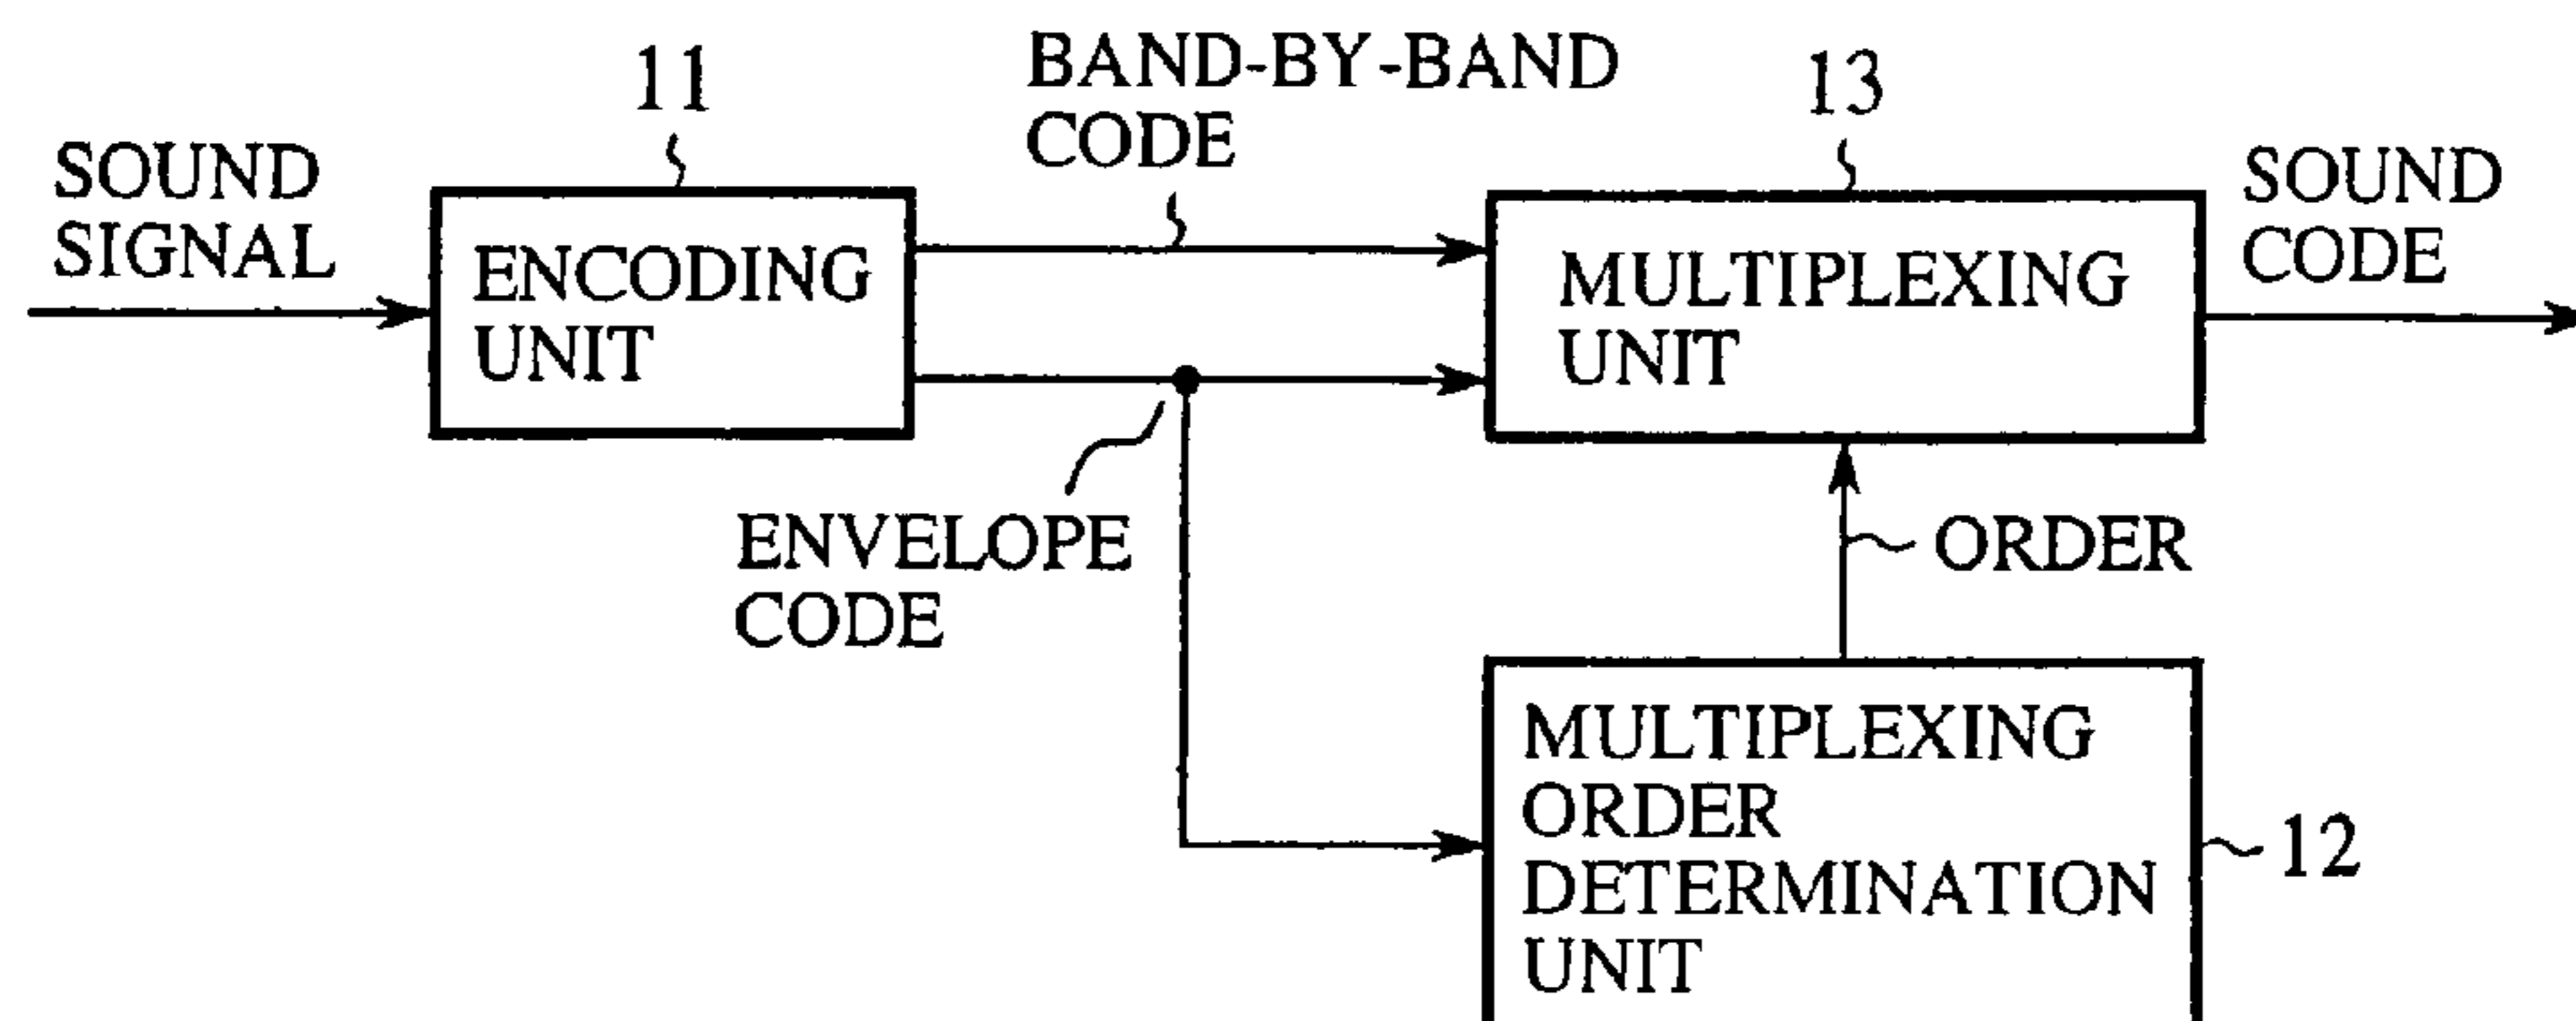 SOUND
SIGNAL
11
ENCODING
UNIT
BAND-BY-BAND
CODE
ENVELOPE
CODE
13
MULTIPLEXING
UNIT
SOUND
CODE
ORDER
MULTIPLEXING
ORDER
DETERMINATION
UNIT
12